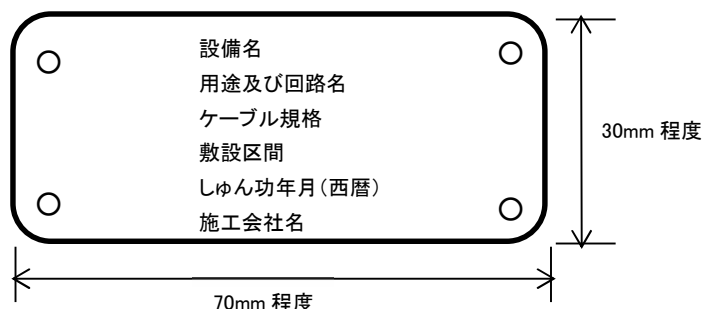 設備名
用途及び回路名
ケーブル規格
敷設区間
しゅん功年月(西暦)
施工会社名
30mm 程度
70mm 程度